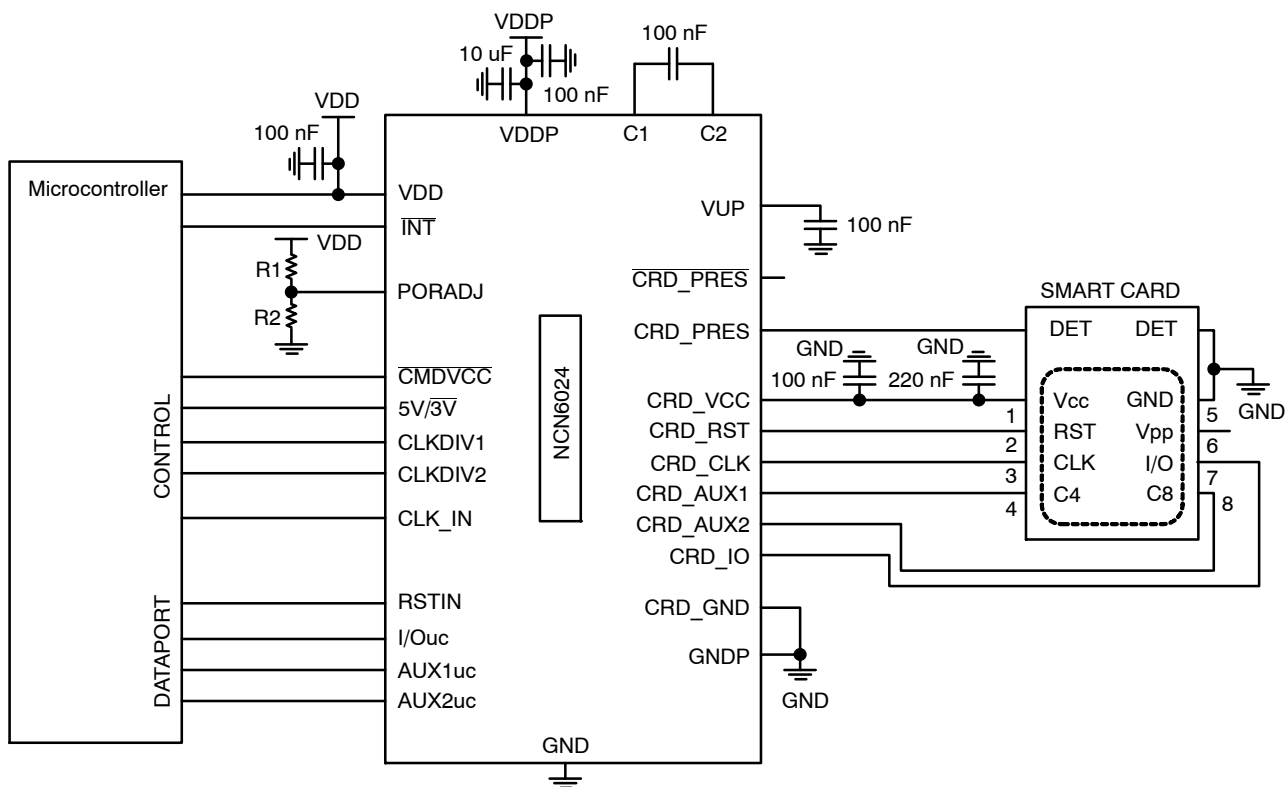 VDDP
10 uF
100 nF
100 nF
VDD
100 nF
VDDP
C1
C2
Microcontroller
VDD
INT
VDD
R1
R2
PORADJ
CONTROL
CMDVCC
5V/3V
CLKDIV1
CLKDIV2
CLK_IN
DATAPORT
RSTIN
I/Ouc
AUX1uc
AUX2uc
NCN6024
GND
VUP
100 nF
CRD_PRES
CRD_PRES
CRD_VCC
CRD_RST
CRD_CLK
CRD_AUX1
CRD_AUX2
CRD_IO
CRD_GND
GNDP
GND
GND
100 nF
GND
220 nF
SMART CARD
DET
DET
Vcc
GND
RST
Vpp
CLK
I/O
C4
C8
1
2
3
4
5
6
7
8
GND